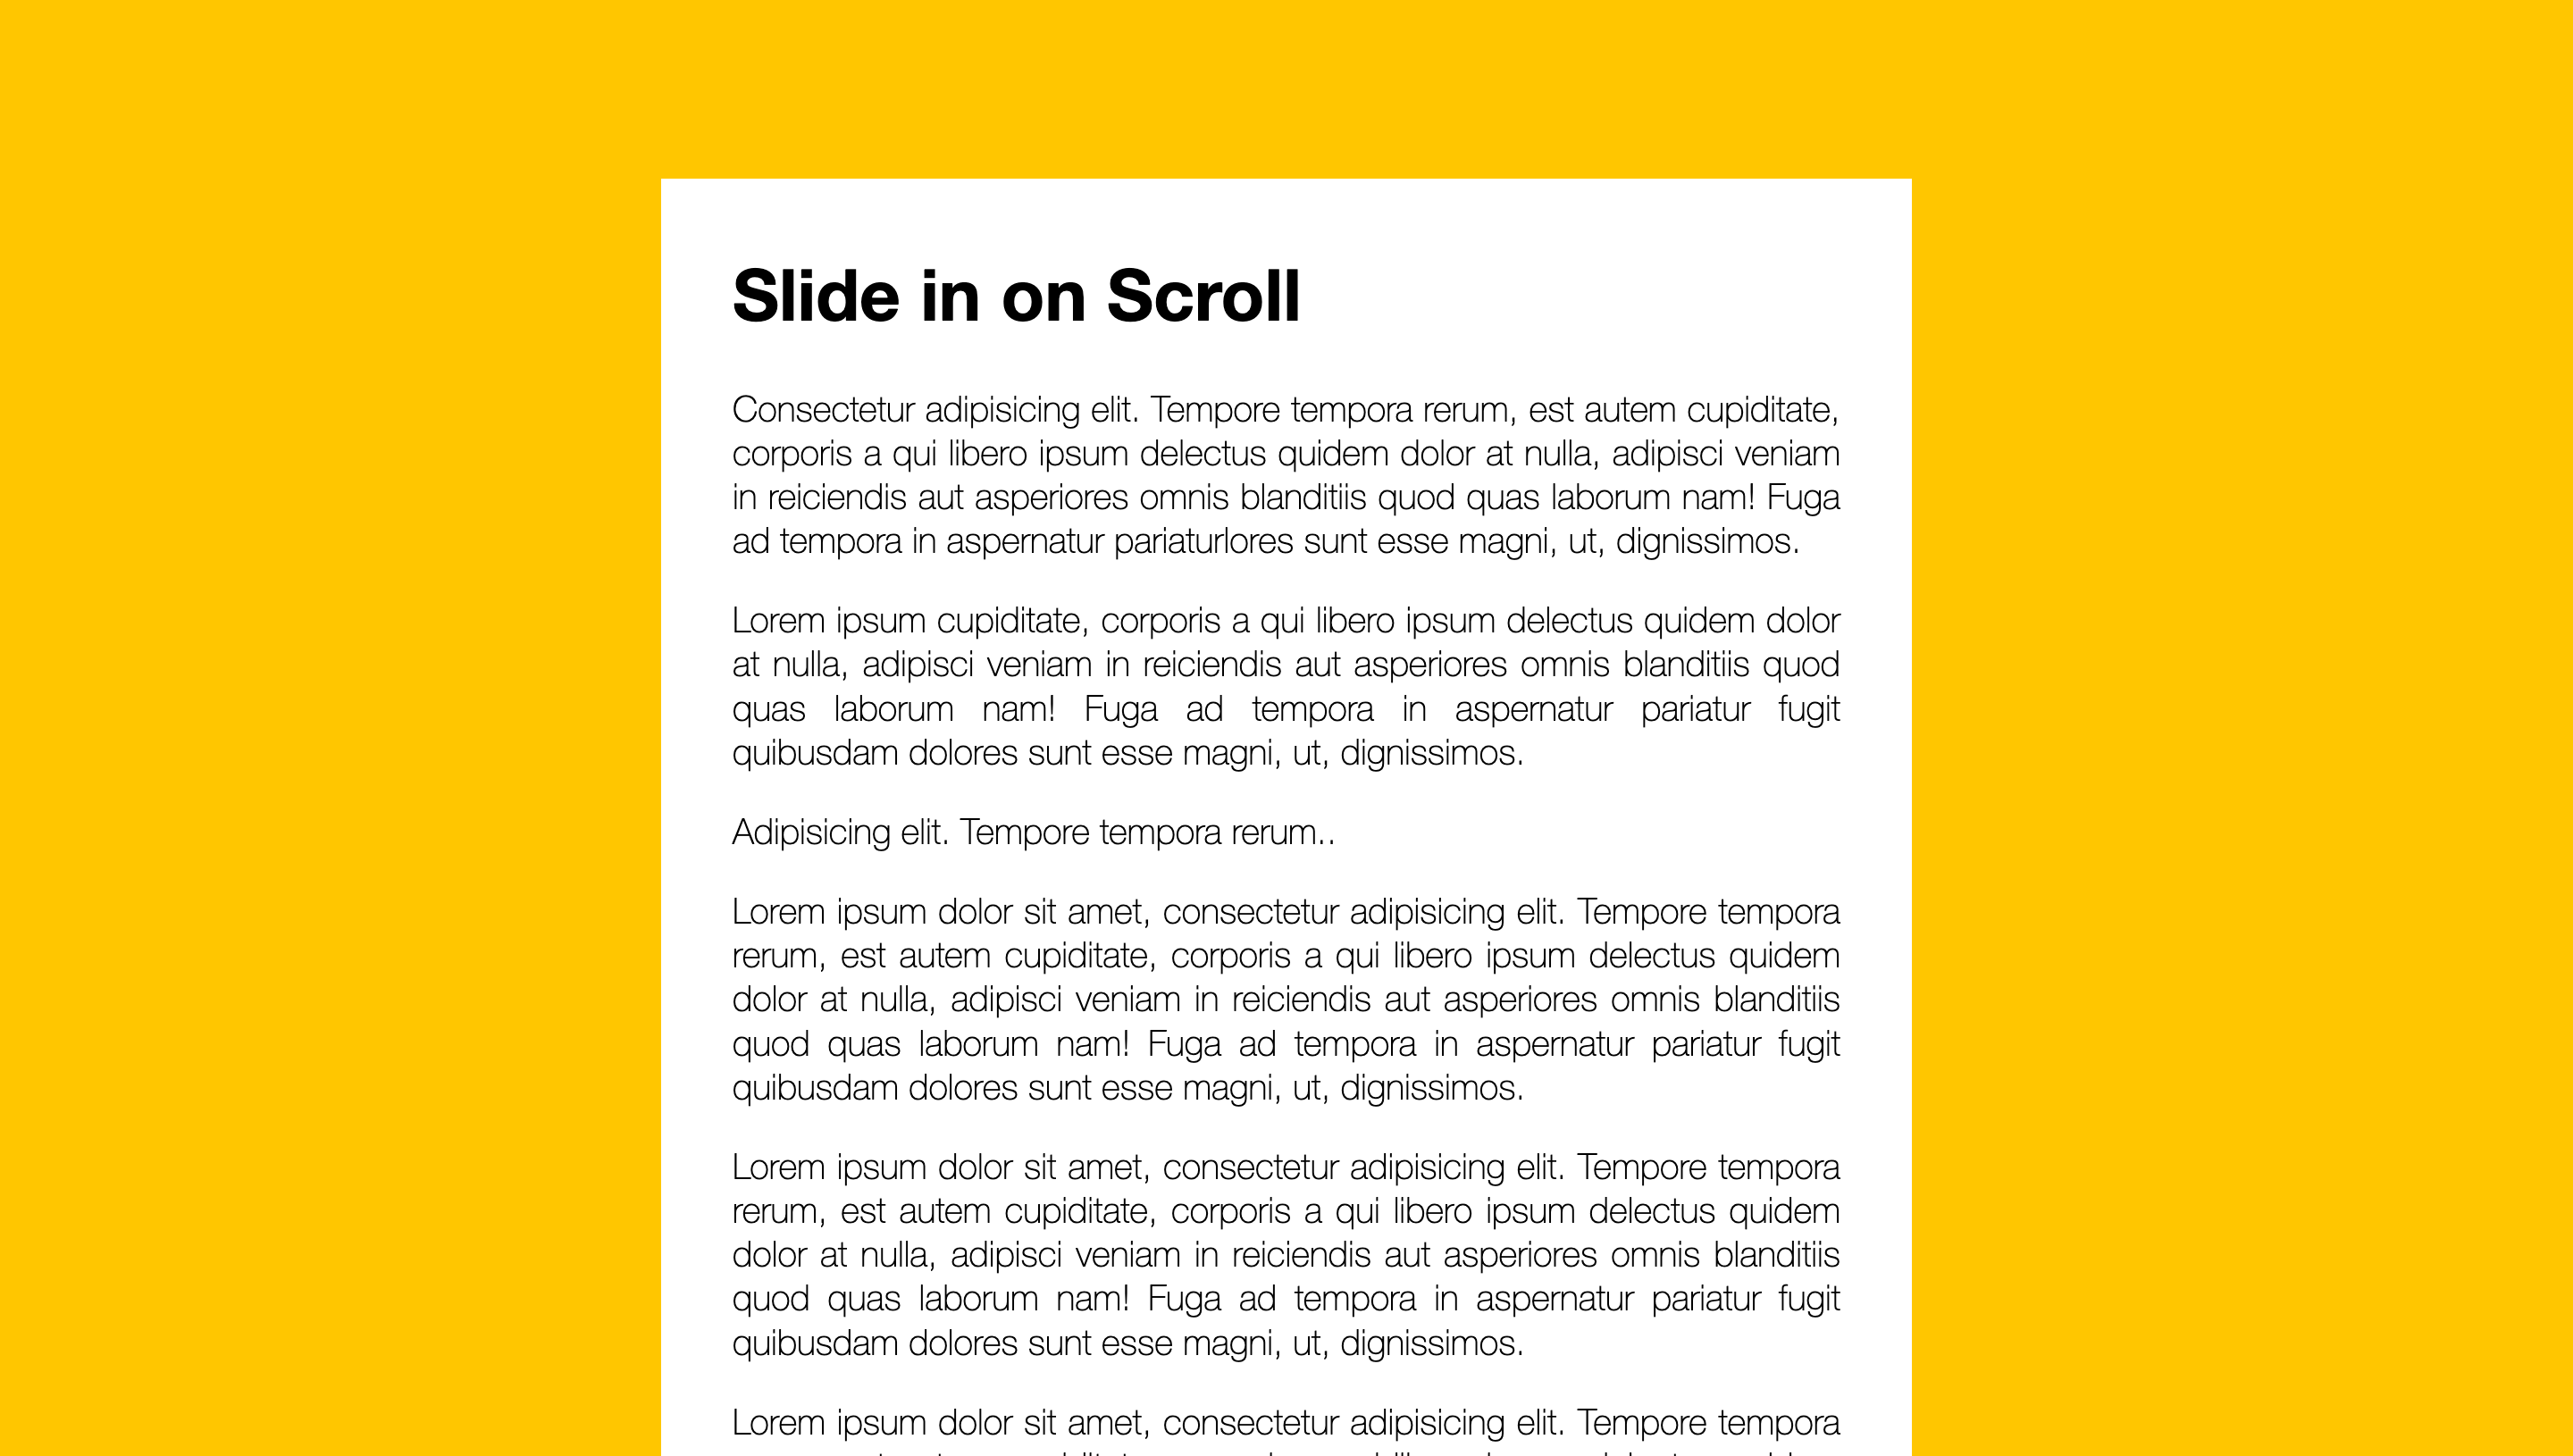 Slide in on Scroll
Consectetur adipisicing elit. Tempore tempora rerum, est autem cupiditate,
corporis a qui libero ipsum delectus quidem dolor at nulla, adipisci veniam
in reiciendis aut asperiores omnis blanditiis quod quas laborum nam! Fuga
ad tempora in aspernatur pariaturlores sunt esse magni, ut, dignissimos.
Lorem ipsum cupiditate, corporis a qui libero ipsum delectus quidem dolor
at nulla, adipisci veniam in reiciendis aut asperiores omnis blanditiis quod
quas laborum nam! Fuga ad tempora in aspernatur pariatur fugit
quibusdam dolores sunt esse magni, ut, dignissimos.
Adipisicing elit. Tempore tempora rerum..
Lorem ipsum dolor sit amet, consectetur adipisicing elit. Tempore tempora
rerum, est autem cupiditate, corporis a qui libero ipsum delectus quidem
dolor at nulla, adipisci veniam in reiciendis aut asperiores omnis blanditiis
quod quas laborum nam! Fuga ad tempora in aspernatur pariatur fugit
quibusdam dolores sunt esse magni, ut, dignissimos.
Lorem ipsum dolor sit amet, consectetur adipisicing elit. Tempore tempora
rerum, est autem cupiditate, corporis a qui libero ipsum delectus quidem
dolor at nulla, adipisci veniam in reiciendis aut asperiores omnis blanditiis
quod quas laborum nam! Fuga ad tempora in aspernatur pariatur fugit
quibusdam dolores sunt esse magni, ut, dignissimos.
Lorem ipsum dolor sit amet, consectetur adipisicing elit. Tempore tempora